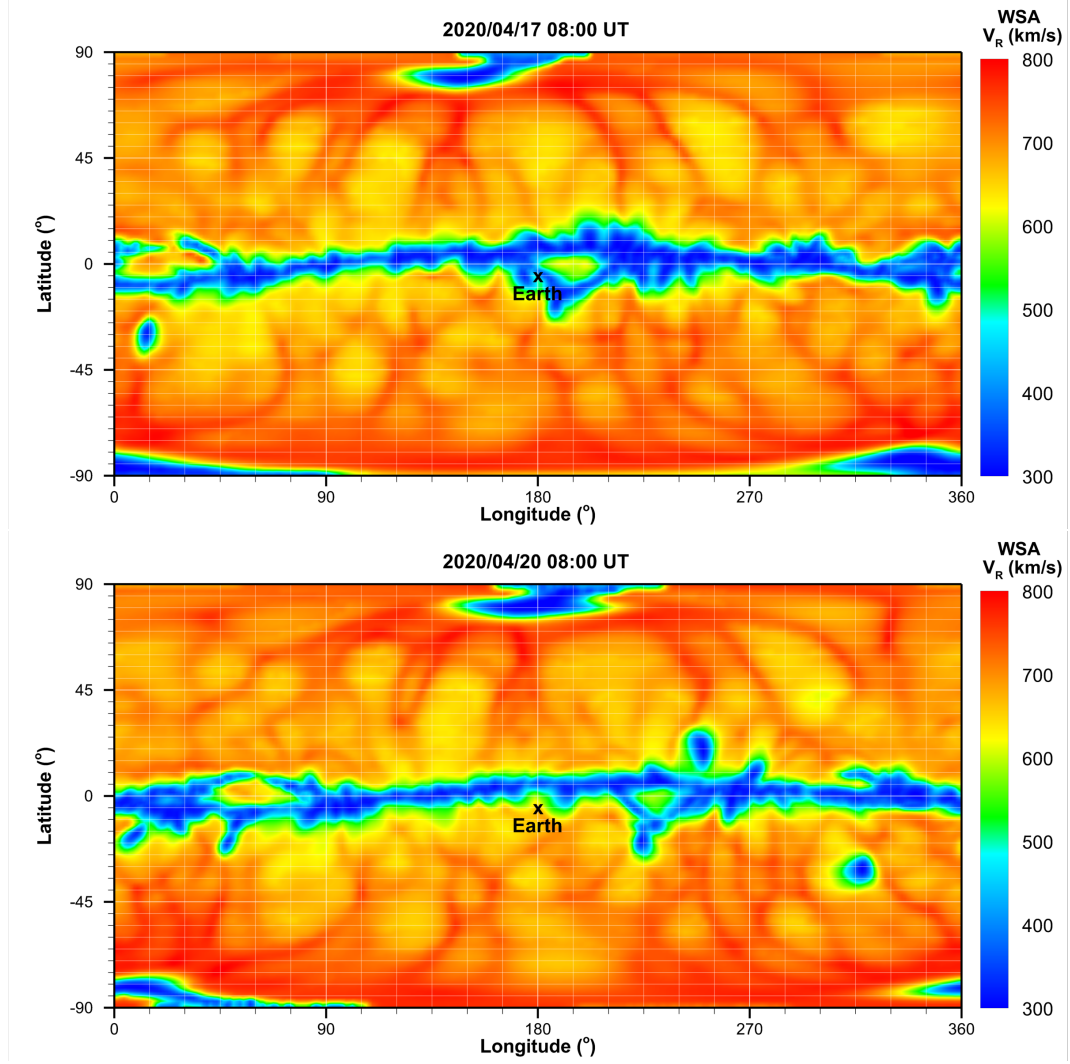 2020/04/17 08:00 UT
WSA
V_R (km/s)
90
45
0
-45
-90
Latitude (°)
x
Earth
0 90 180 270 360
Longitude (°)
800
700
600
500
400
300
2020/04/20 08:00 UT
WSA
V_R (km/s)
90
45
0
-45
-90
Latitude (°)
x
Earth
0 90 180 270 360
Longitude (°)
800
700
600
500
400
300